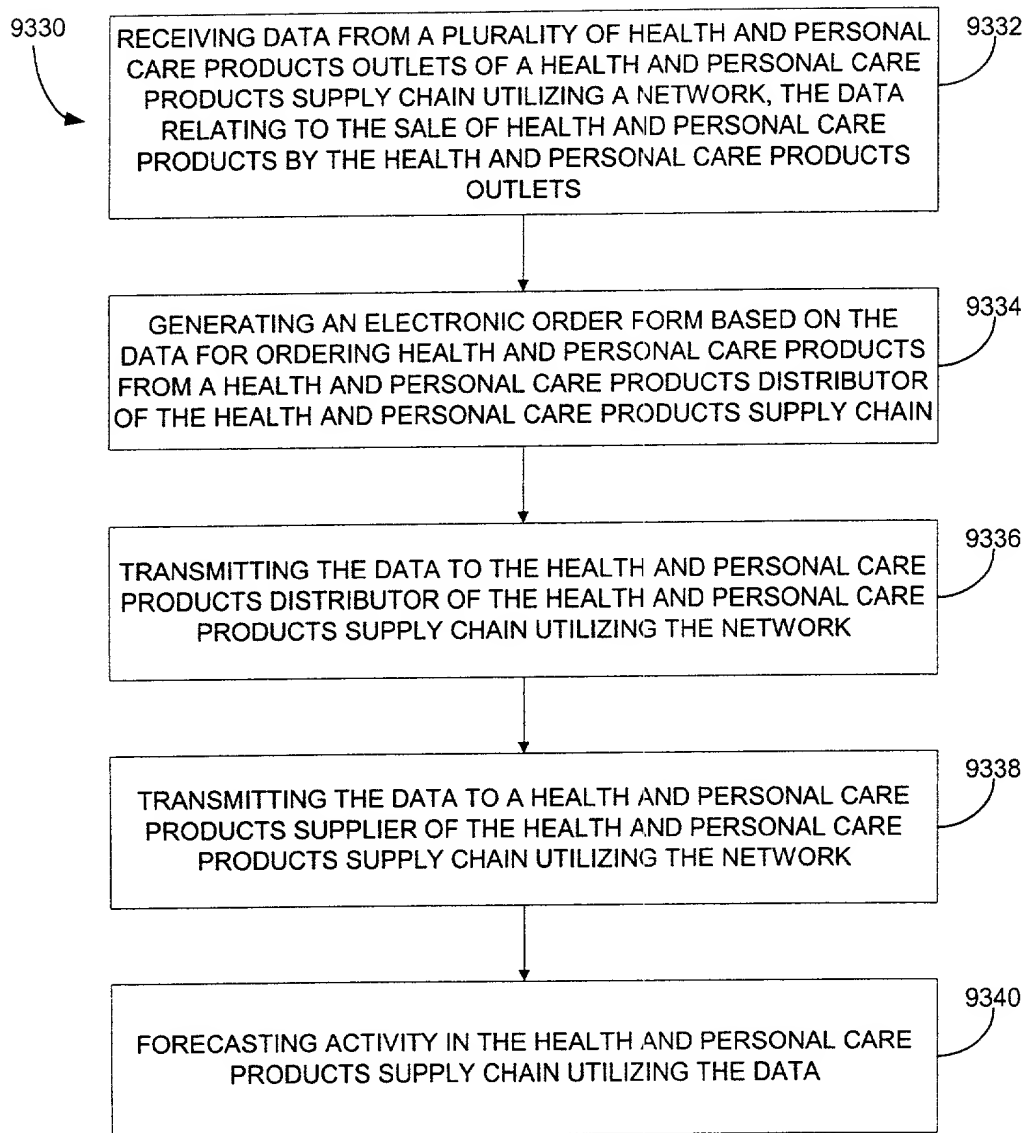 9330
RECEIVING DATA FROM A PLURALITY OF HEALTH AND PERSONAL
CARE PRODUCTS OUTLETS OF A HEALTH AND PERSONAL CARE
PRODUCTS SUPPLY CHAIN UTILIZING A NETWORK, THE DATA
RELATING TO THE SALE OF HEALTH AND PERSONAL CARE
PRODUCTS BY THE HEALTH AND PERSONAL CARE PRODUCTS
OUTLETS
9332
GENERATING AN ELECTRONIC ORDER FORM BASED ON THE
DATA FOR ORDERING HEALTH AND PERSONAL CARE PRODUCTS
FROM A HEALTH AND PERSONAL CARE PRODUCTS DISTRIBUTOR
OF THE HEALTH AND PERSONAL CARE PRODUCTS SUPPLY CHAIN
9334
TRANSMITTING THE DATA TO THE HEALTH AND PERSONAL CARE
PRODUCTS DISTRIBUTOR OF THE HEALTH AND PERSONAL CARE
PRODUCTS SUPPLY CHAIN UTILIZING THE NETWORK
9336
TRANSMITTING THE DATA TO A HEALTH AND PERSONAL CARE
PRODUCTS SUPPLIER OF THE HEALTH AND PERSONAL CARE
PRODUCTS SUPPLY CHAIN UTILIZING THE NETWORK
9338
FORECASTING ACTIVITY IN THE HEALTH AND PERSONAL CARE
PRODUCTS SUPPLY CHAIN UTILIZING THE DATA
9340